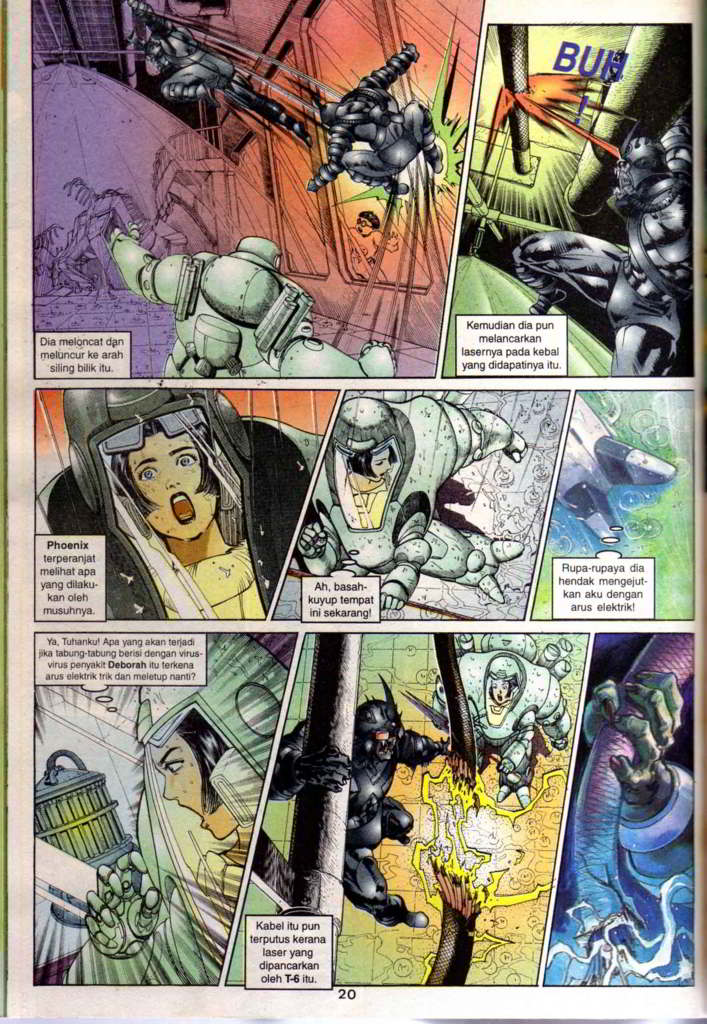 Dia meloncat dan
meluncur ke arah
siling bilik itu.
BUH
!
Kemudian dia pun
melancarkan
lasernya pada kebal
yang didapatinya itu.
Phoenix
terperanjat
melihat apa
yang dilaku-
kan oleh
musuhnya.
Ah, basah-
kuyup tempat
ini sekarang!
Rupa-rupaya dia
hendak mengejut-
kan aku dengan
arus elektrik!
Ya, Tuhanku! Apa yang akan terjadi
jika tabung-tabung berisi dengan virus-
virus penyakit Deborah itu terkena
arus elektrik trik dan meletup nanti?
Kabel itu pun
terputus kerana
laser yang
dipancarkan
oleh T-6 itu.
20